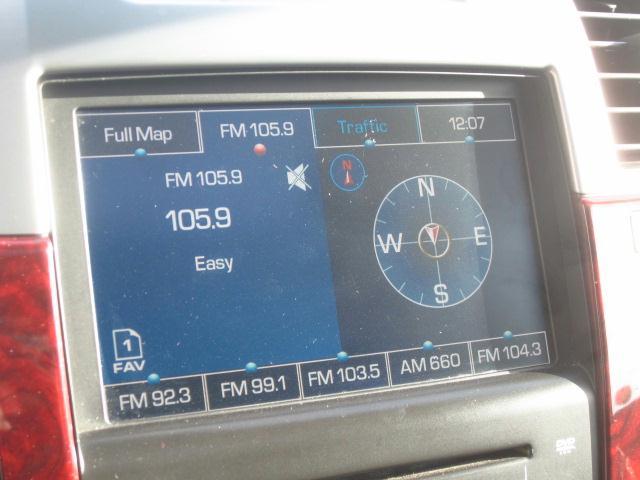 Full Map FM 105.9 Traffic 12:07
FM 105.9
105.9
Easy
N
N
W E
S
1
FAV
FM 92.3 FM 99.1 FM 103.5 AM 660 FM 104.3
DVD